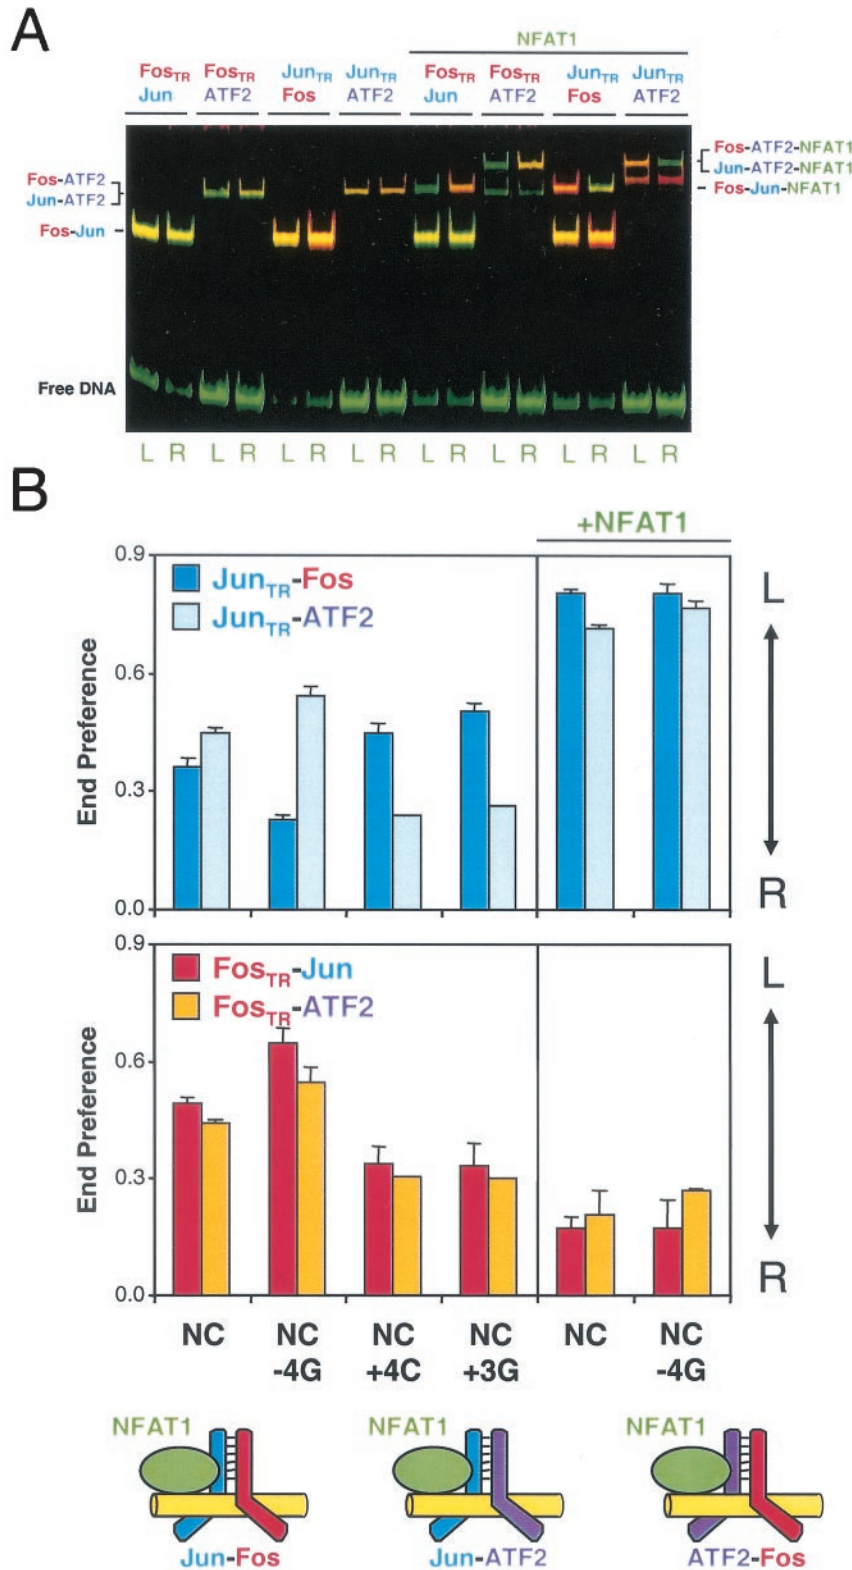 A
NFAT1
FosTR FosTR JunTR JunTR FosTR FosTR JunTR JunTR
Jun ATF2 Fos ATF2 Jun ATF2 Fos ATF2
Fos-ATF2-NFAT1
Jun-ATF2-NFAT1
Fos-Jun-NFAT1
Fos-ATF2
Jun-ATF2
Fos-Jun
Free DNA
L R L R L R L R L R L R L R L R
B
+NFAT1
0.9
JunTR-Fos
JunTR-ATF2
L
0.6
End Preference
0.3
R
0.0
0.9
FosTR-Jun
FosTR-ATF2
L
0.6
End Preference
0.3
R
0.0
NC NC NC NC NC NC
-4G +4C +3G -4G
NFAT1 NFAT1 NFAT1
Jun-Fos Jun-ATF2 ATF2-Fos